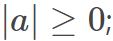 |a| ≥ 0;